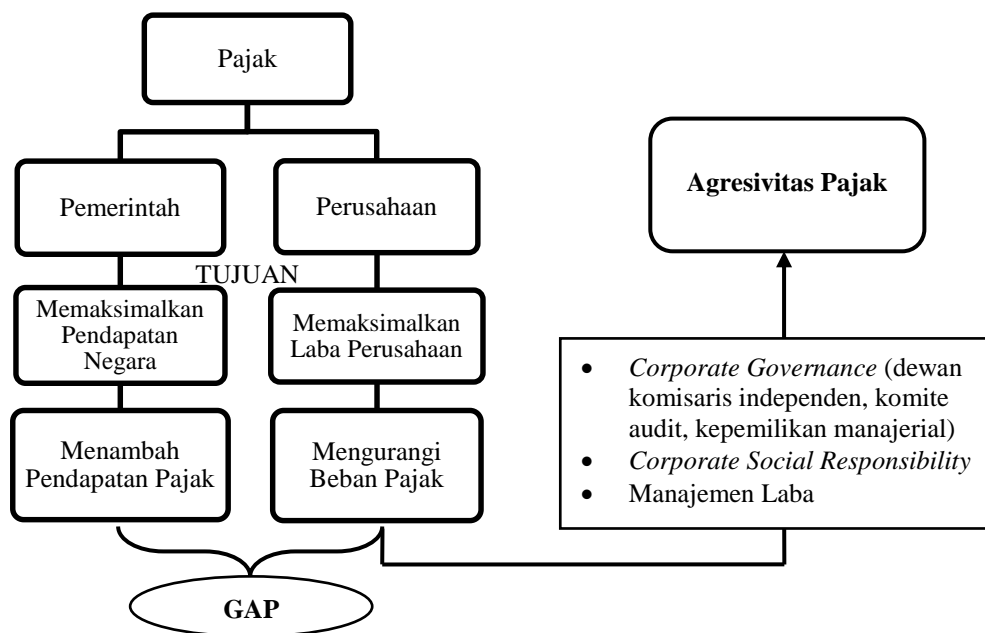 Pajak
Pemerintah
Perusahaan
TUJUAN
Memaksimalkan
Pendapatan
Negara
Memaksimalkan
Laba Perusahaan
Menambah
Pendapatan Pajak
Mengurangi
Beban Pajak
GAP
Agresivitas Pajak
• Corporate Governance (dewan
komisaris independen, komite
audit, kepemilikan manajerial)
• Corporate Social Responsibility
• Manajemen Laba